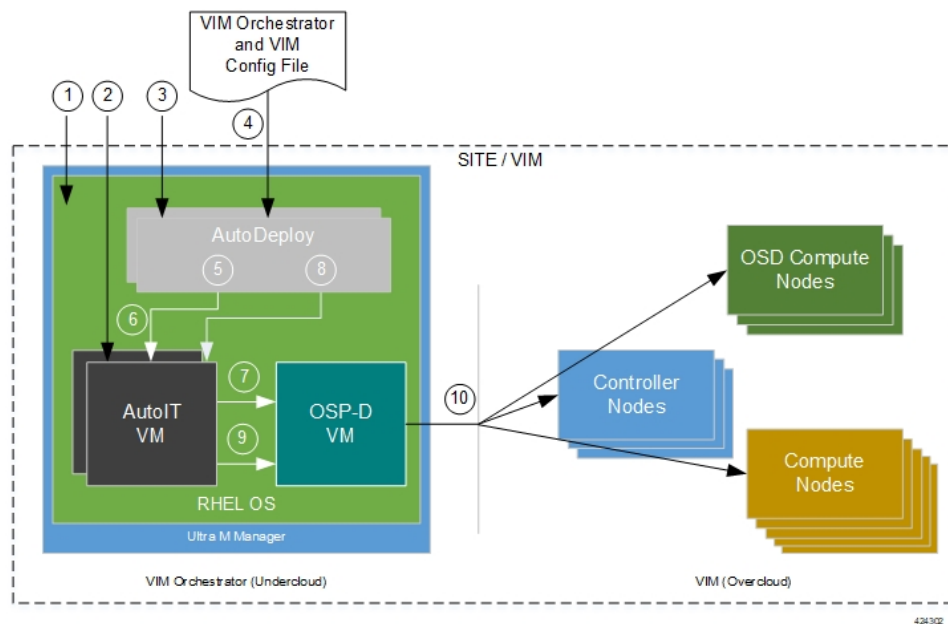 VIM Orchestrator
and VIM
Config File
1
2
3
4
SITE / VIM
AutoDeploy
5
8
6
OSD Compute
Nodes
7
10
Controller
Nodes
AutoIT
VM
OSP-D
VM
9
Compute
Nodes
RHEL OS
Ultra M Manager
VIM Orchestrator (Undercloud)
VIM (Overcloud)
424302